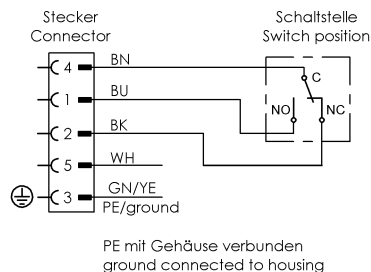 Stecker
Connector
Schaltstelle
Switch position
4 BN
1 BU
2 BK
5 WH
3 GN/YE
PE/ground
C
NO NC
PE mit Gehäuse verbunden
ground connected to housing